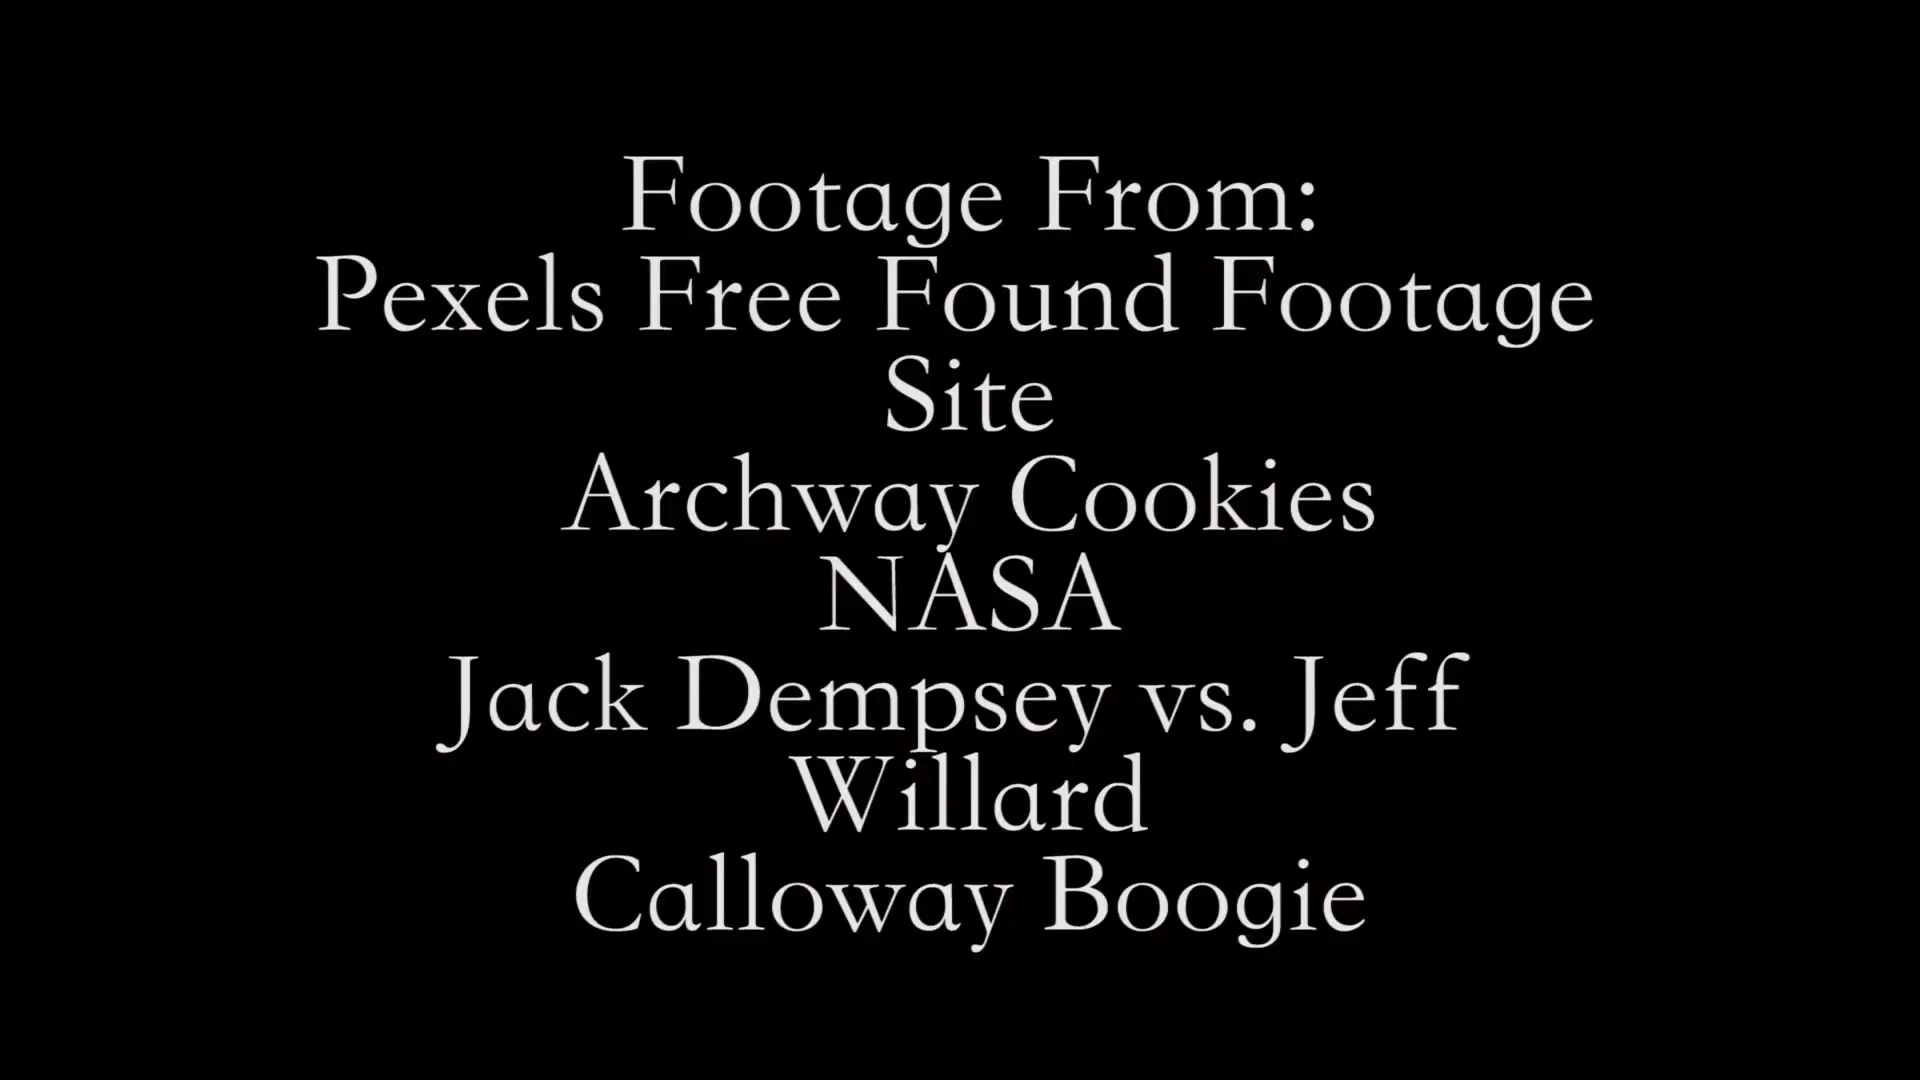 Footage From:
Pexels Free Found Footage
Site
Archway Cookies
NASA
Jack Dempsey vs. Jeff
Willard
Calloway Boogie